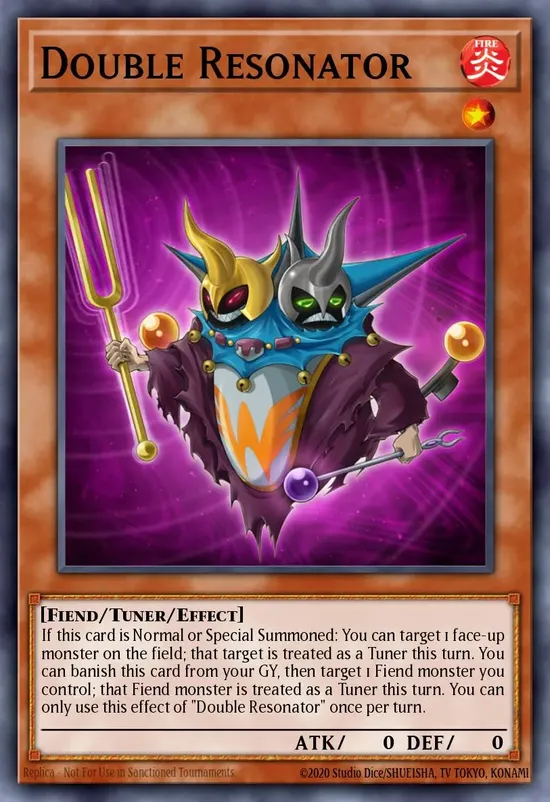 Double Resonator
FIRE
炎
[Fiend/Tuner/Effect]
If this card is Normal or Special Summoned: You can target 1 face-up
monster on the field; that target is treated as a Tuner this turn. You
can banish this card from your GY, then target 1 Fiend monster you
control; that Fiend monster is treated as a Tuner this turn. You can
only use this effect of "Double Resonator" once per turn.
ATK/ 0 DEF/ 0
Replica - Not For Use in Sanctioned Tournaments ©2020 Studio Dice/SHUEISHA, TV TOKYO, KONAMI